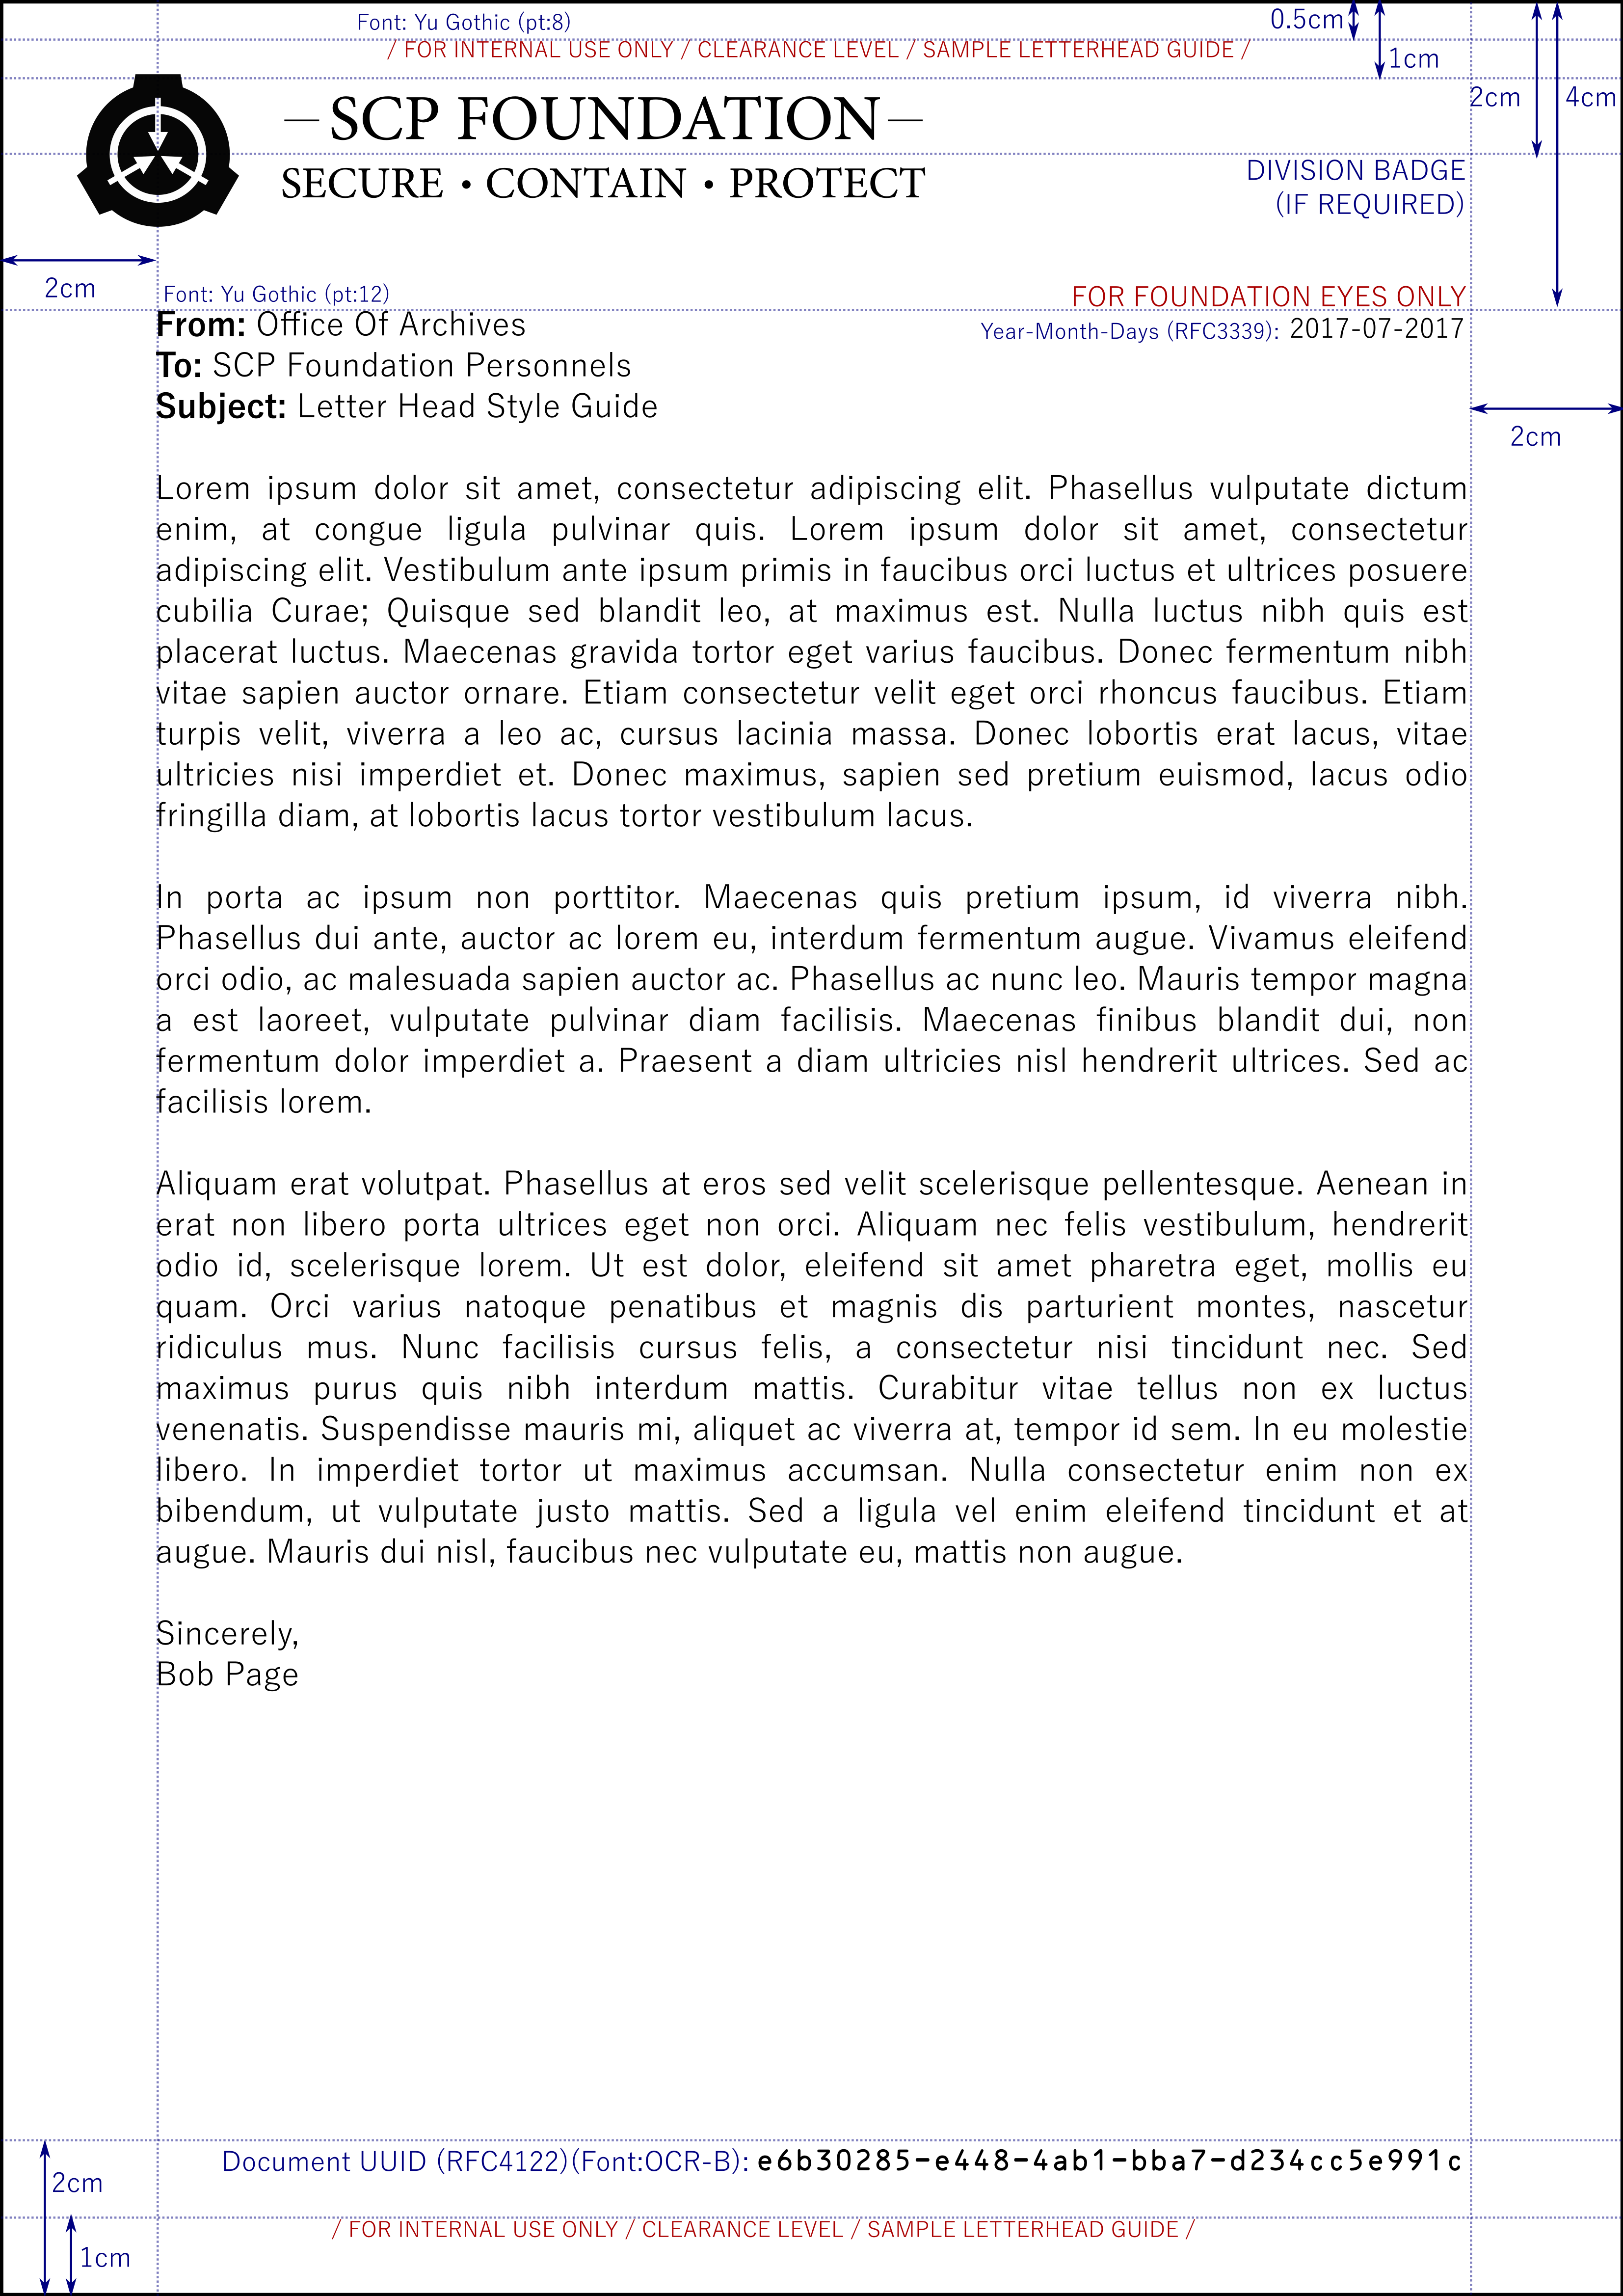 Font: Yu Gothic (pt:8)
0.5cm
/ FOR INTERNAL USE ONLY / CLEARANCE LEVEL / SAMPLE LETTERHEAD GUIDE /
1cm
2cm
4cm
–SCP FOUNDATION–
SECURE • CONTAIN • PROTECT
DIVISION BADGE
(IF REQUIRED)
2cm
Font: Yu Gothic (pt:12)
FOR FOUNDATION EYES ONLY
From: Office Of Archives
Year-Month-Days (RFC3339): 2017-07-2017
To: SCP Foundation Personnels
Subject: Letter Head Style Guide
2cm
Lorem ipsum dolor sit amet, consectetur adipiscing elit. Phasellus vulputate dictum
enim, at congue ligula pulvinar quis. Lorem ipsum dolor sit amet, consectetur
adipiscing elit. Vestibulum ante ipsum primis in faucibus orci luctus et ultrices posuere
cubilia Curae; Quisque sed blandit leo, at maximus est. Nulla luctus nibh quis est
placerat luctus. Maecenas gravida tortor eget varius faucibus. Donec fermentum nibh
vitae sapien auctor ornare. Etiam consectetur velit eget orci rhoncus faucibus. Etiam
turpis velit, viverra a leo ac, cursus lacinia massa. Donec lobortis erat lacus, vitae
ultricies nisi imperdiet et. Donec maximus, sapien sed pretium euismod, lacus odio
fringilla diam, at lobortis lacus tortor vestibulum lacus.
In porta ac ipsum non porttitor. Maecenas quis pretium ipsum, id viverra nibh.
Phasellus dui ante, auctor ac lorem eu, interdum fermentum augue. Vivamus eleifend
orci odio, ac malesuada sapien auctor ac. Phasellus ac nunc leo. Mauris tempor magna
a est laoreet, vulputate pulvinar diam facilisis. Maecenas finibus blandit dui, non
fermentum dolor imperdiet a. Praesent a diam ultricies nisl hendrerit ultrices. Sed ac
facilisis lorem.
Aliquam erat volutpat. Phasellus at eros sed velit scelerisque pellentesque. Aenean in
erat non libero porta ultrices eget non orci. Aliquam nec felis vestibulum, hendrerit
odio id, scelerisque lorem. Ut est dolor, eleifend sit amet pharetra eget, mollis eu
quam. Orci varius natoque penatibus et magnis dis parturient montes, nascetur
ridiculus mus. Nunc facilisis cursus felis, a consectetur nisi tincidunt nec. Sed
maximus purus quis nibh interdum mattis. Curabitur vitae tellus non ex luctus
venenatis. Suspendisse mauris mi, aliquet ac viverra at, tempor id sem. In eu molestie
libero. In imperdiet tortor ut maximus accumsan. Nulla consectetur enim non ex
bibendum, ut vulputate justo mattis. Sed a ligula vel enim eleifend tincidunt et at
augue. Mauris dui nisl, faucibus nec vulputate eu, mattis non augue.
Sincerely,
Bob Page
Document UUID (RFC4122)(Font:OCR-B): e6b30285-e448-4ab1-bba7-d234cc5e991c
2cm
/ FOR INTERNAL USE ONLY / CLEARANCE LEVEL / SAMPLE LETTERHEAD GUIDE /
1cm